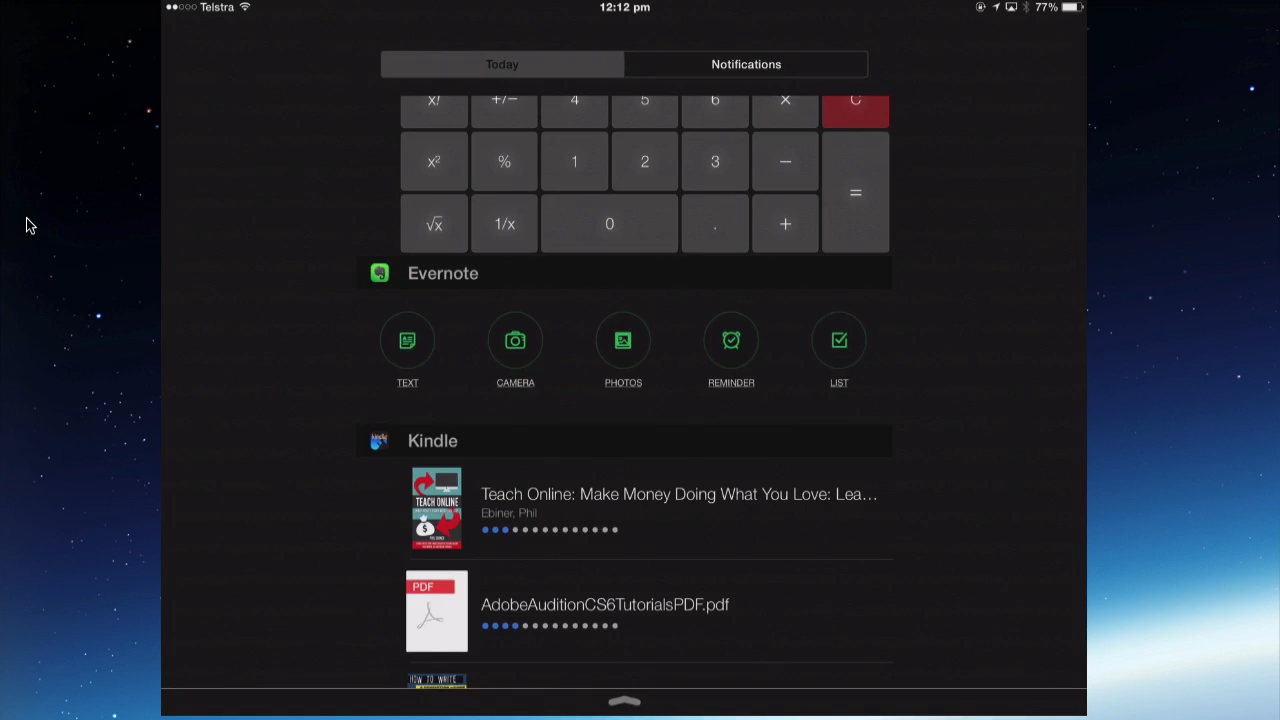 Telstra 12:12 pm 77%
Today Notifications
x! +/− 4 5 6 × C
x² % 1 2 3 −
=
√x 1/x 0 . +
Evernote
TEXT CAMERA PHOTOS REMINDER LIST
Kindle
TEACH ONLINE
$
Teach Online: Make Money Doing What You Love: Lea...
Ebiner, Phil
PDF
AdobeAuditionCS6TutorialsPDF.pdf
HOW TO WRITE